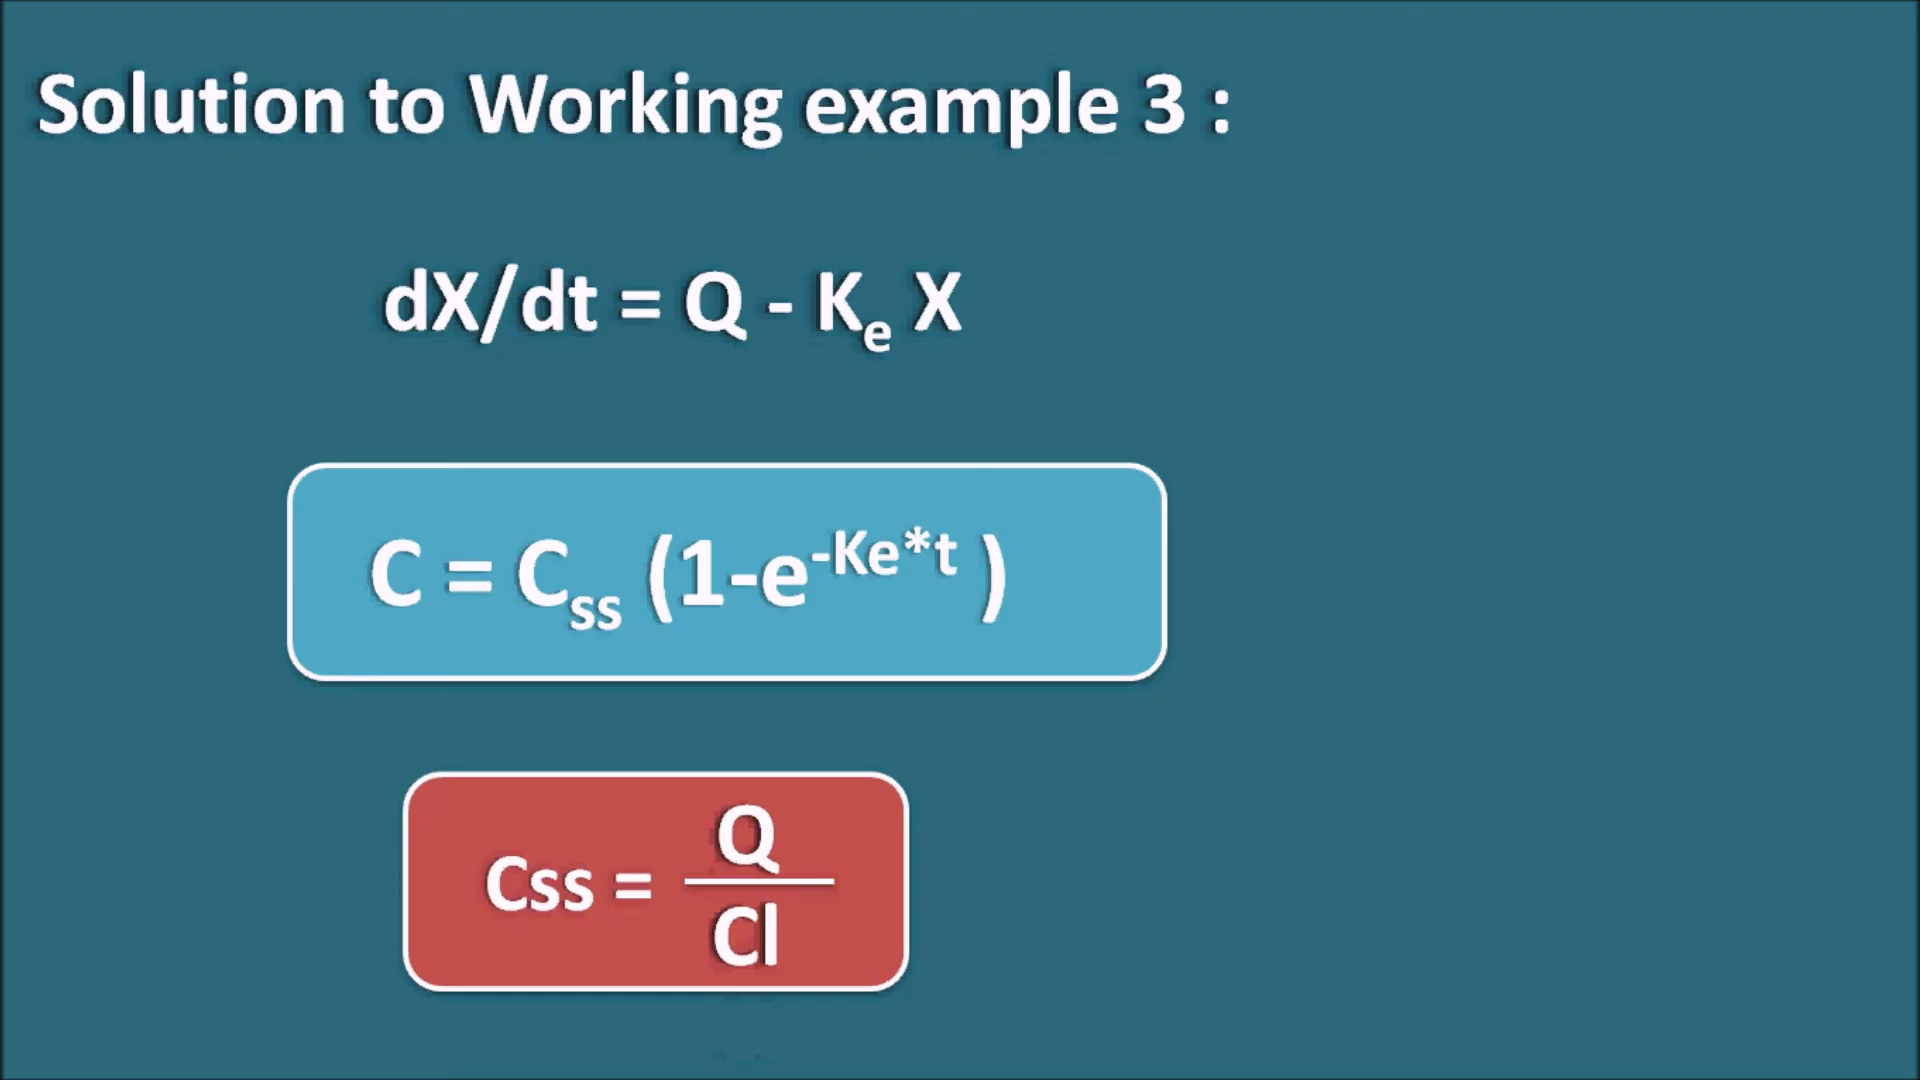 Solution to Working example 3 :
dX/dt = Q - Kₑ X
C = Cₛₛ (1-e^-Ke*t )
Css = Q / Cl